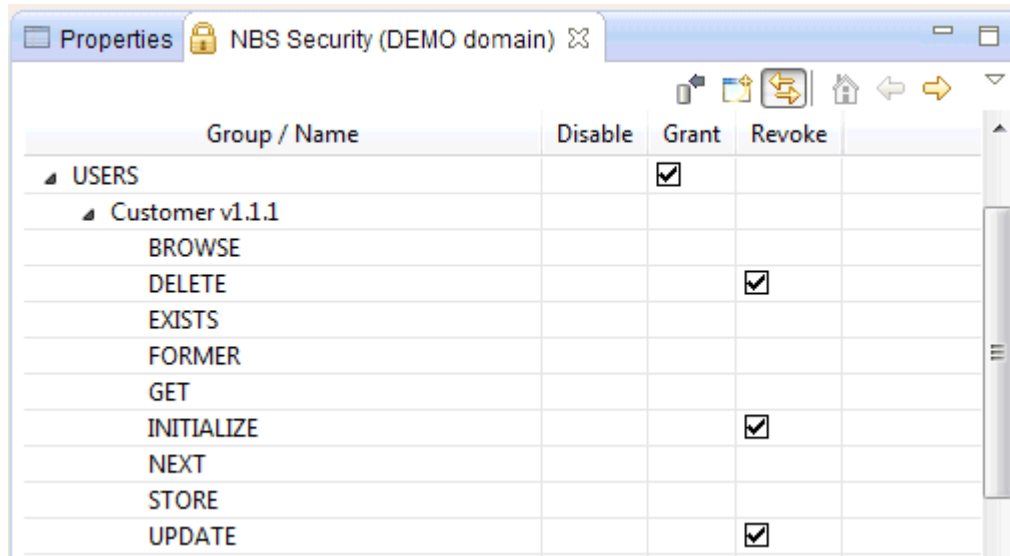 Properties NBS Security (DEMO domain)
Group / Name Disable Grant Revoke
USERS
Customer v1.1.1
BROWSE
DELETE
EXISTS
FORMER
GET
INITIALIZE
NEXT
STORE
UPDATE